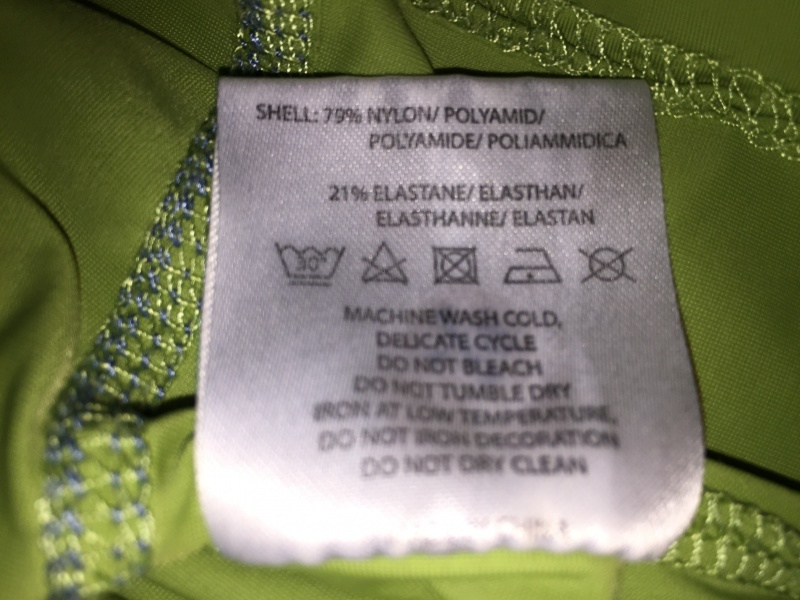 SHELL: 79% NYLON/ POLYAMID/
POLYAMIDE/ POLIAMMIDICA
21% ELASTANE/ ELASTHAN/
ELASTHANNE/ ELASTAN
30°
MACHINE WASH COLD,
DELICATE CYCLE
DO NOT BLEACH
DO NOT TUMBLE DRY
IRON AT LOW TEMPERATURE,
DO NOT IRON DECORATION
DO NOT DRY CLEAN